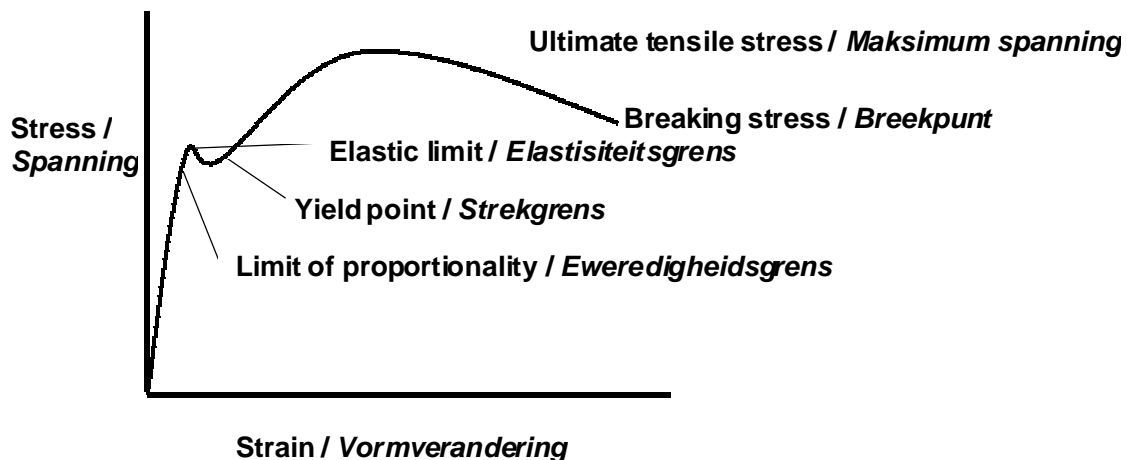 Ultimate tensile stress / Maksimum spanning
Breaking stress / Breekpunt
Stress /
Spanning
Elastic limit / Elastisiteitsgrens
Yield point / Strekgrens
Limit of proportionality / Eweredigheidsgrens
Strain / Vormverandering